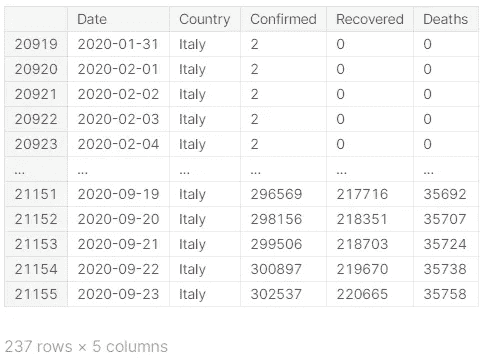 Date Country Confirmed Recovered Deaths
20919 2020-01-31 Italy 2 0 0
20920 2020-02-01 Italy 2 0 0
20921 2020-02-02 Italy 2 0 0
20922 2020-02-03 Italy 2 0 0
20923 2020-02-04 Italy 2 0 0
... ... ... ... ... ...
21151 2020-09-19 Italy 296569 217716 35692
21152 2020-09-20 Italy 298156 218351 35707
21153 2020-09-21 Italy 299506 218703 35724
21154 2020-09-22 Italy 300897 219670 35738
21155 2020-09-23 Italy 302537 220665 35758
237 rows × 5 columns